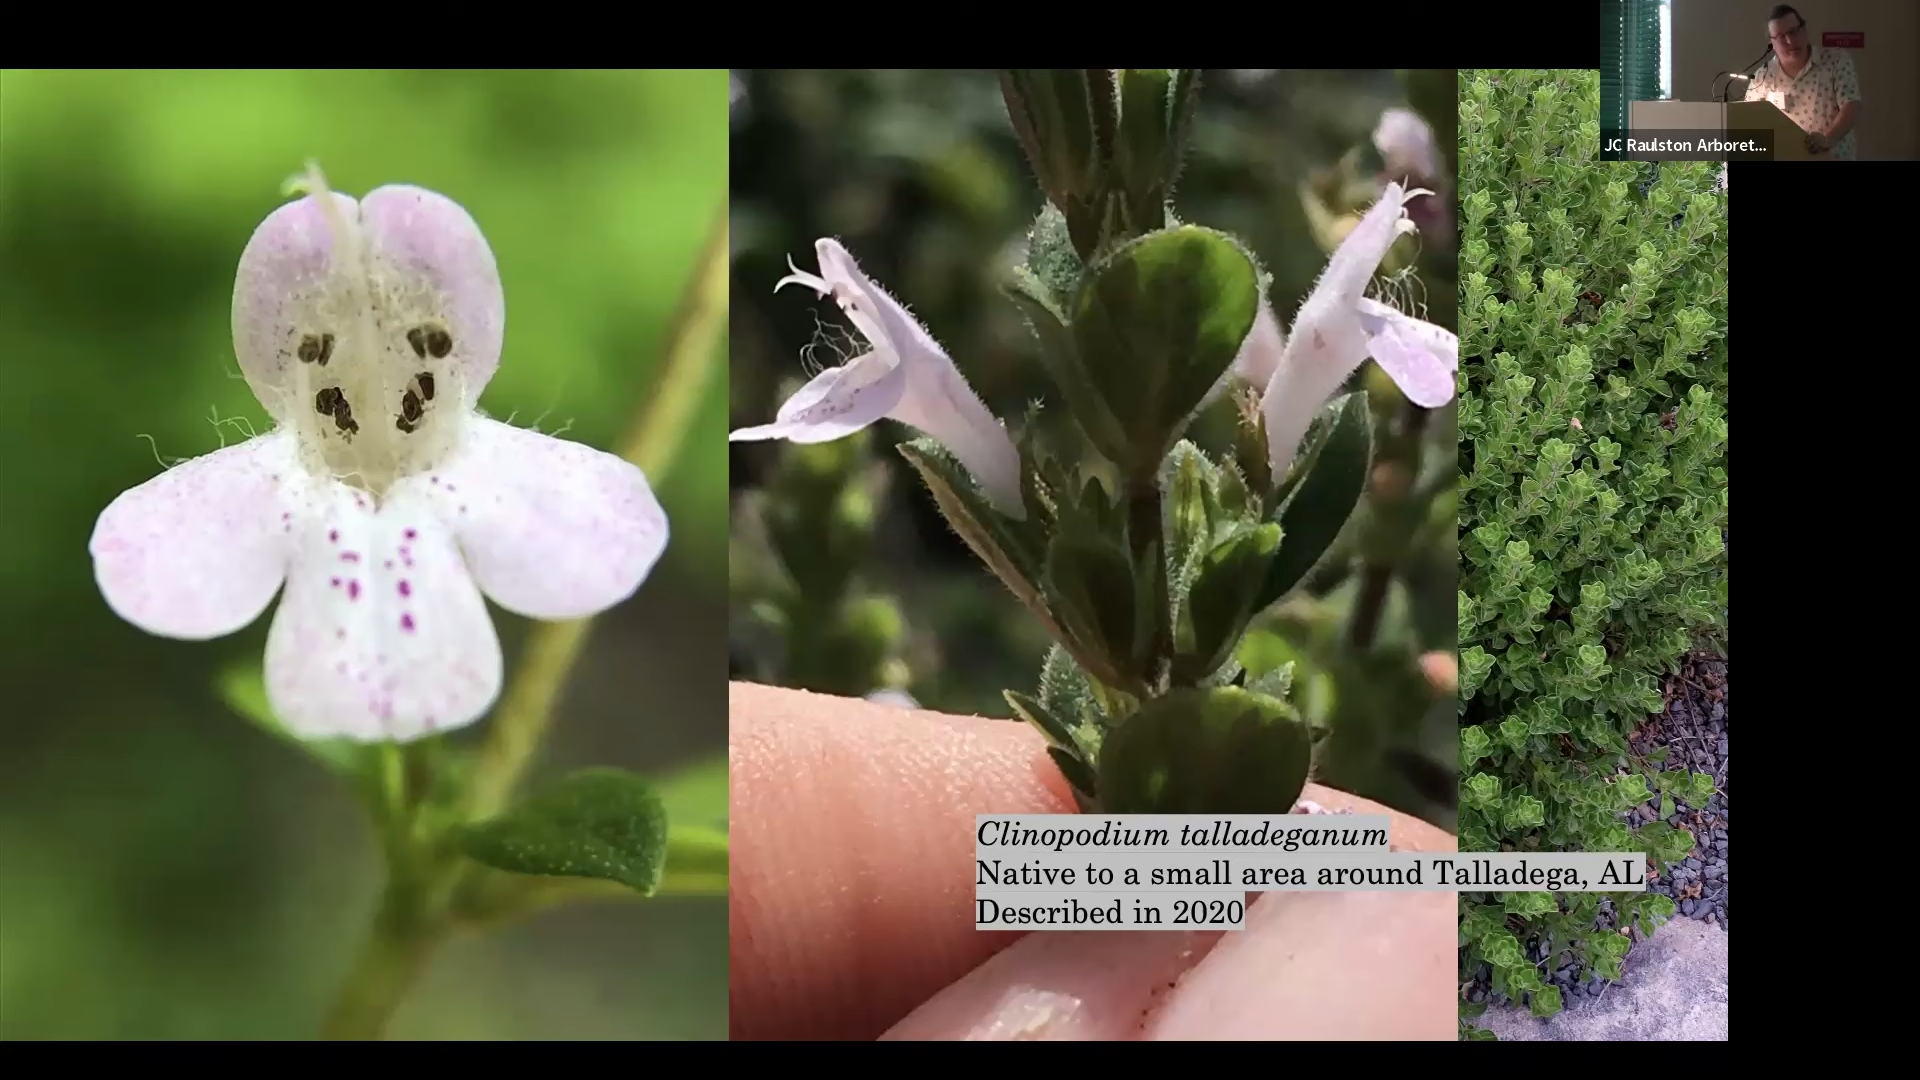 JC Raulston Arboret...
Clinopodium talladeganum
Native to a small area around Talladega, AL
Described in 2020